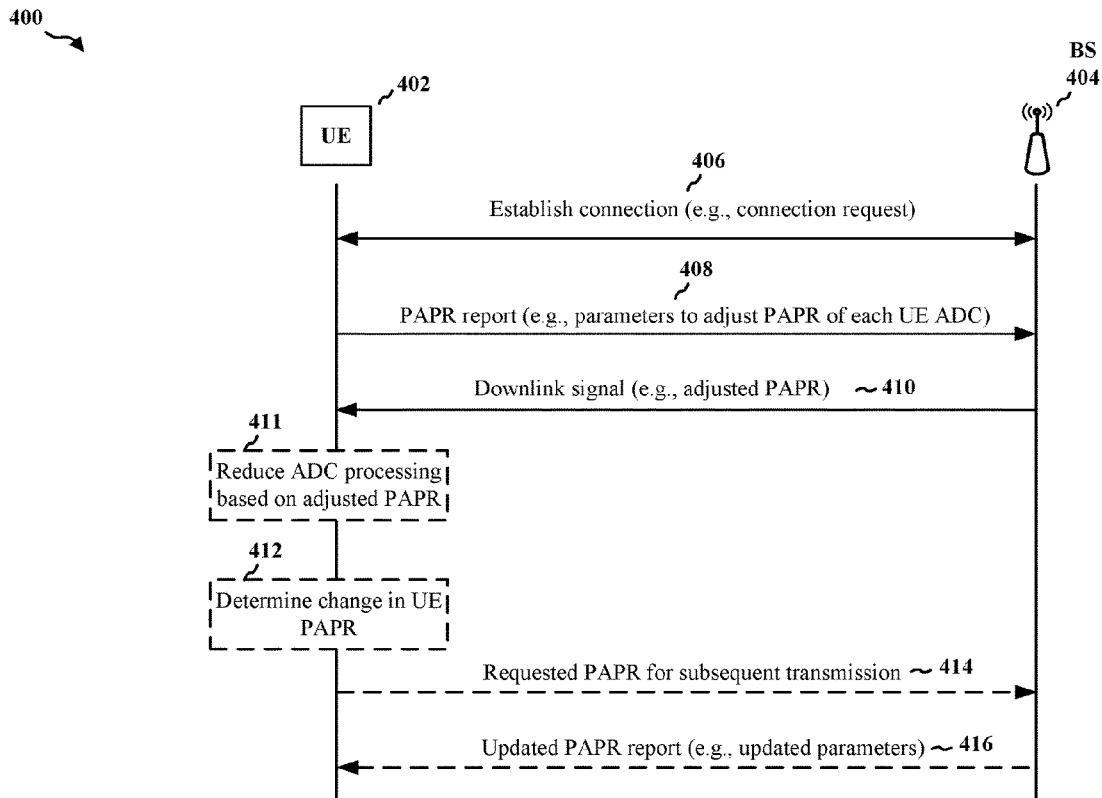 400
BS
404
402
UE
406
Establish connection (e.g., connection request)
408
PAPR report (e.g., parameters to adjust PAPR of each UE ADC)
Downlink signal (e.g., adjusted PAPR) ~410
411
Reduce ADC processing
based on adjusted PAPR
412
Determine change in UE
PAPR
Requested PAPR for subsequent transmission ~414
Updated PAPR report (e.g., updated parameters) ~416